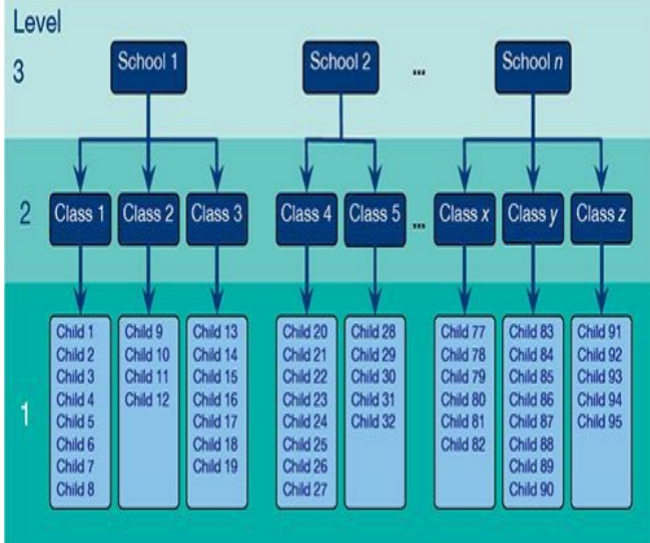 Level
3
School 1
School 2
...
School n
2
Class 1
Class 2
Class 3
Class 4
Class 5
...
Class x
Class y
Class z
1
Child 1
Child 2
Child 3
Child 4
Child 5
Child 6
Child 7
Child 8
Child 9
Child 10
Child 11
Child 12
Child 13
Child 14
Child 15
Child 16
Child 17
Child 18
Child 19
Child 20
Child 21
Child 22
Child 23
Child 24
Child 25
Child 26
Child 27
Child 28
Child 29
Child 30
Child 31
Child 32
Child 77
Child 78
Child 79
Child 80
Child 81
Child 82
Child 83
Child 84
Child 85
Child 86
Child 87
Child 88
Child 89
Child 90
Child 91
Child 92
Child 93
Child 94
Child 95